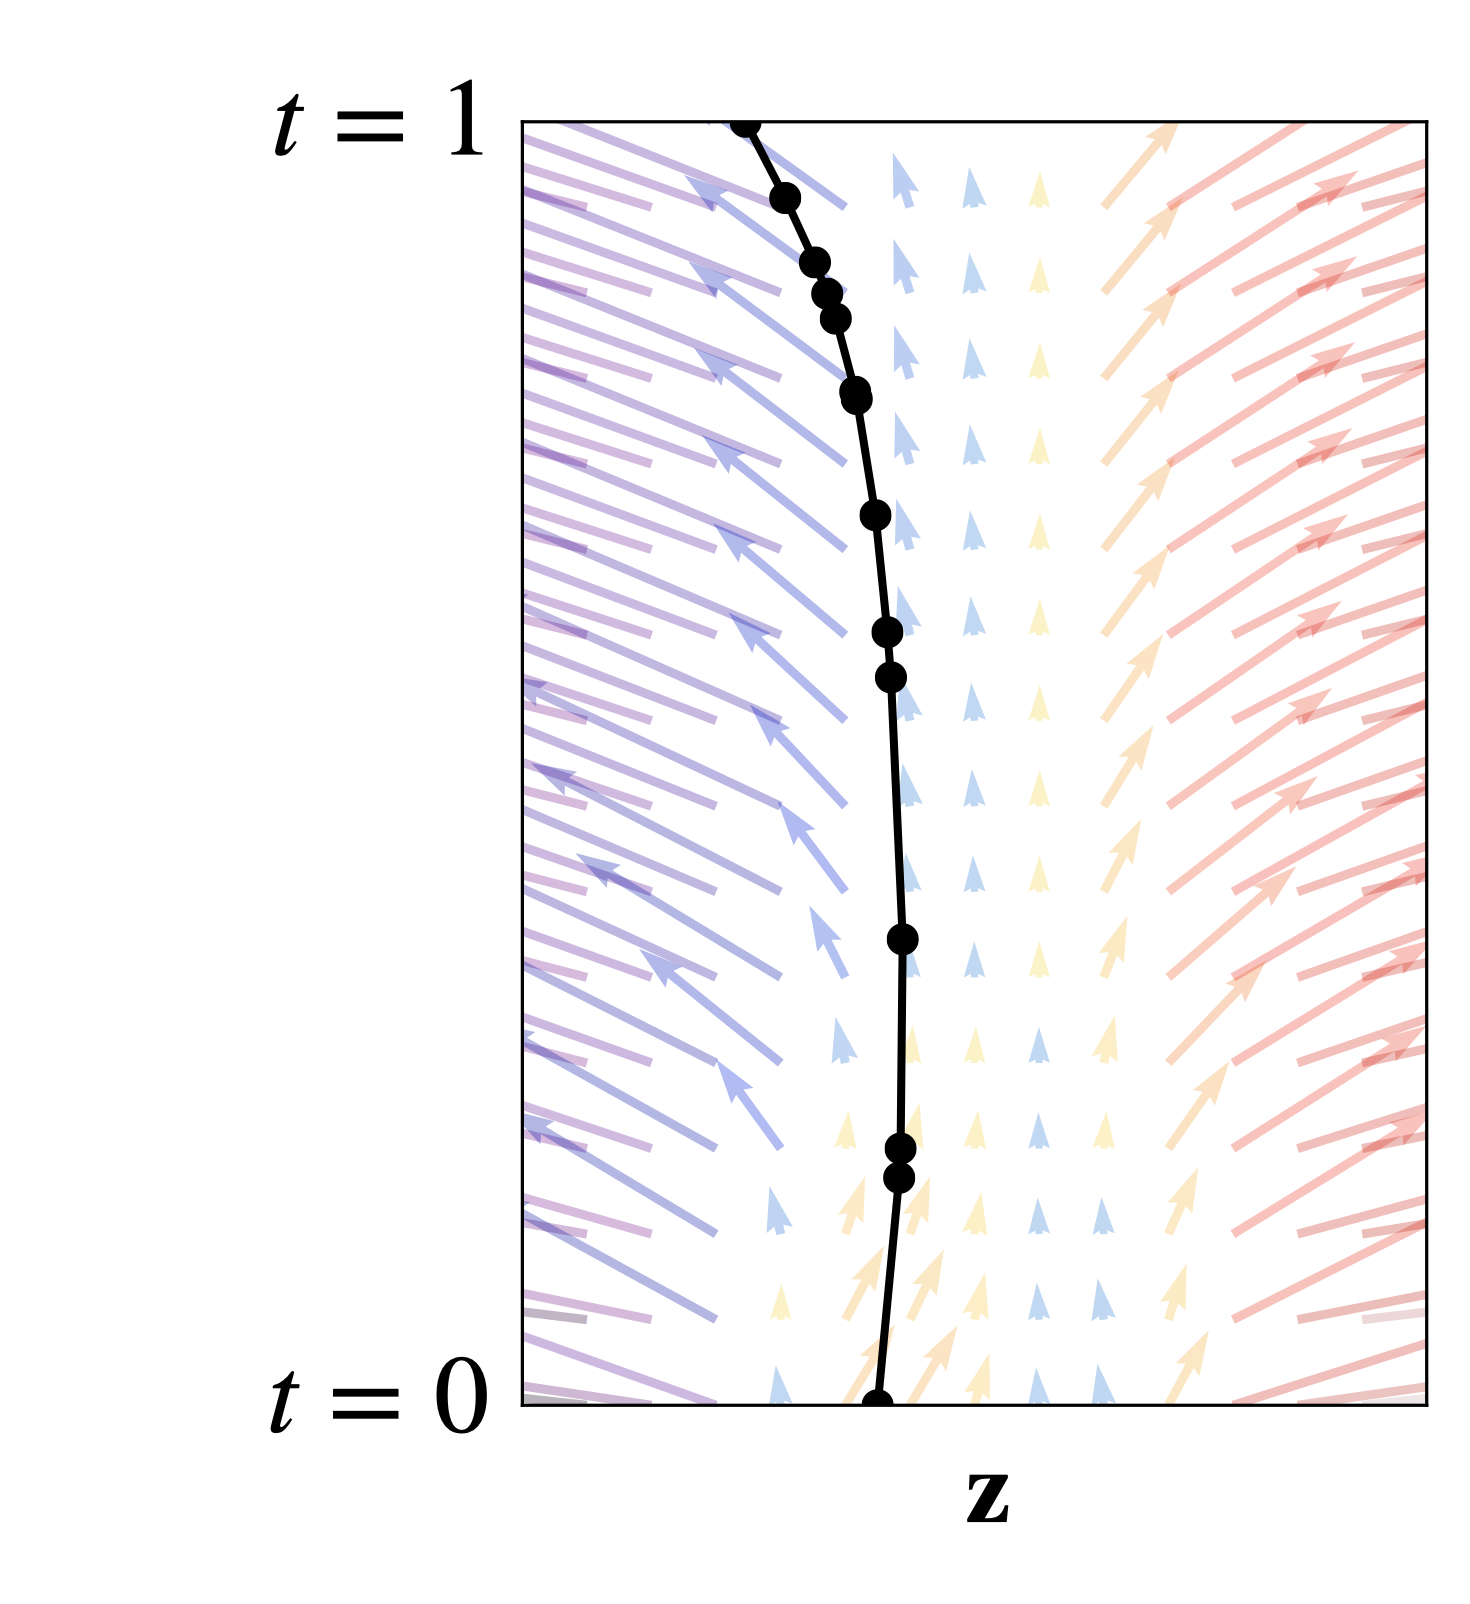 t = 1
t = 0
z